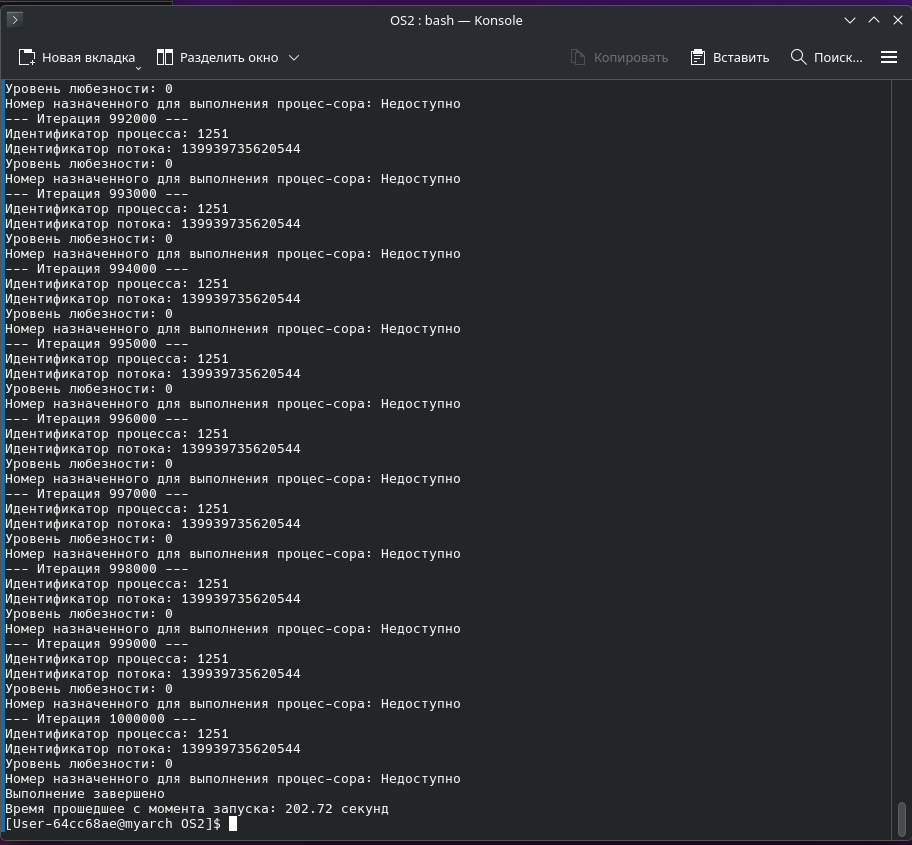 OS2 : bash — Konsole
Новая вкладка
Разделить окно
Копировать
Вставить
Поиск...
Уровень любезности: 0
Номер назначенного для выполнения процес-сора: Недоступно
--- Итерация 992000 ---
Идентификатор процесса: 1251
Идентификатор потока: 139939735620544
Уровень любезности: 0
Номер назначенного для выполнения процес-сора: Недоступно
--- Итерация 993000 ---
Идентификатор процесса: 1251
Идентификатор потока: 139939735620544
Уровень любезности: 0
Номер назначенного для выполнения процес-сора: Недоступно
--- Итерация 994000 ---
Идентификатор процесса: 1251
Идентификатор потока: 139939735620544
Уровень любезности: 0
Номер назначенного для выполнения процес-сора: Недоступно
--- Итерация 995000 ---
Идентификатор процесса: 1251
Идентификатор потока: 139939735620544
Уровень любезности: 0
Номер назначенного для выполнения процес-сора: Недоступно
--- Итерация 996000 ---
Идентификатор процесса: 1251
Идентификатор потока: 139939735620544
Уровень любезности: 0
Номер назначенного для выполнения процес-сора: Недоступно
--- Итерация 997000 ---
Идентификатор процесса: 1251
Идентификатор потока: 139939735620544
Уровень любезности: 0
Номер назначенного для выполнения процес-сора: Недоступно
--- Итерация 998000 ---
Идентификатор процесса: 1251
Идентификатор потока: 139939735620544
Уровень любезности: 0
Номер назначенного для выполнения процес-сора: Недоступно
--- Итерация 999000 ---
Идентификатор процесса: 1251
Идентификатор потока: 139939735620544
Уровень любезности: 0
Номер назначенного для выполнения процес-сора: Недоступно
--- Итерация 1000000 ---
Идентификатор процесса: 1251
Идентификатор потока: 139939735620544
Уровень любезности: 0
Номер назначенного для выполнения процес-сора: Недоступно
Выполнение завершено
Время прошедшее с момента запуска: 202.72 секунд
[User-64cc68ae@myarch OS2]$